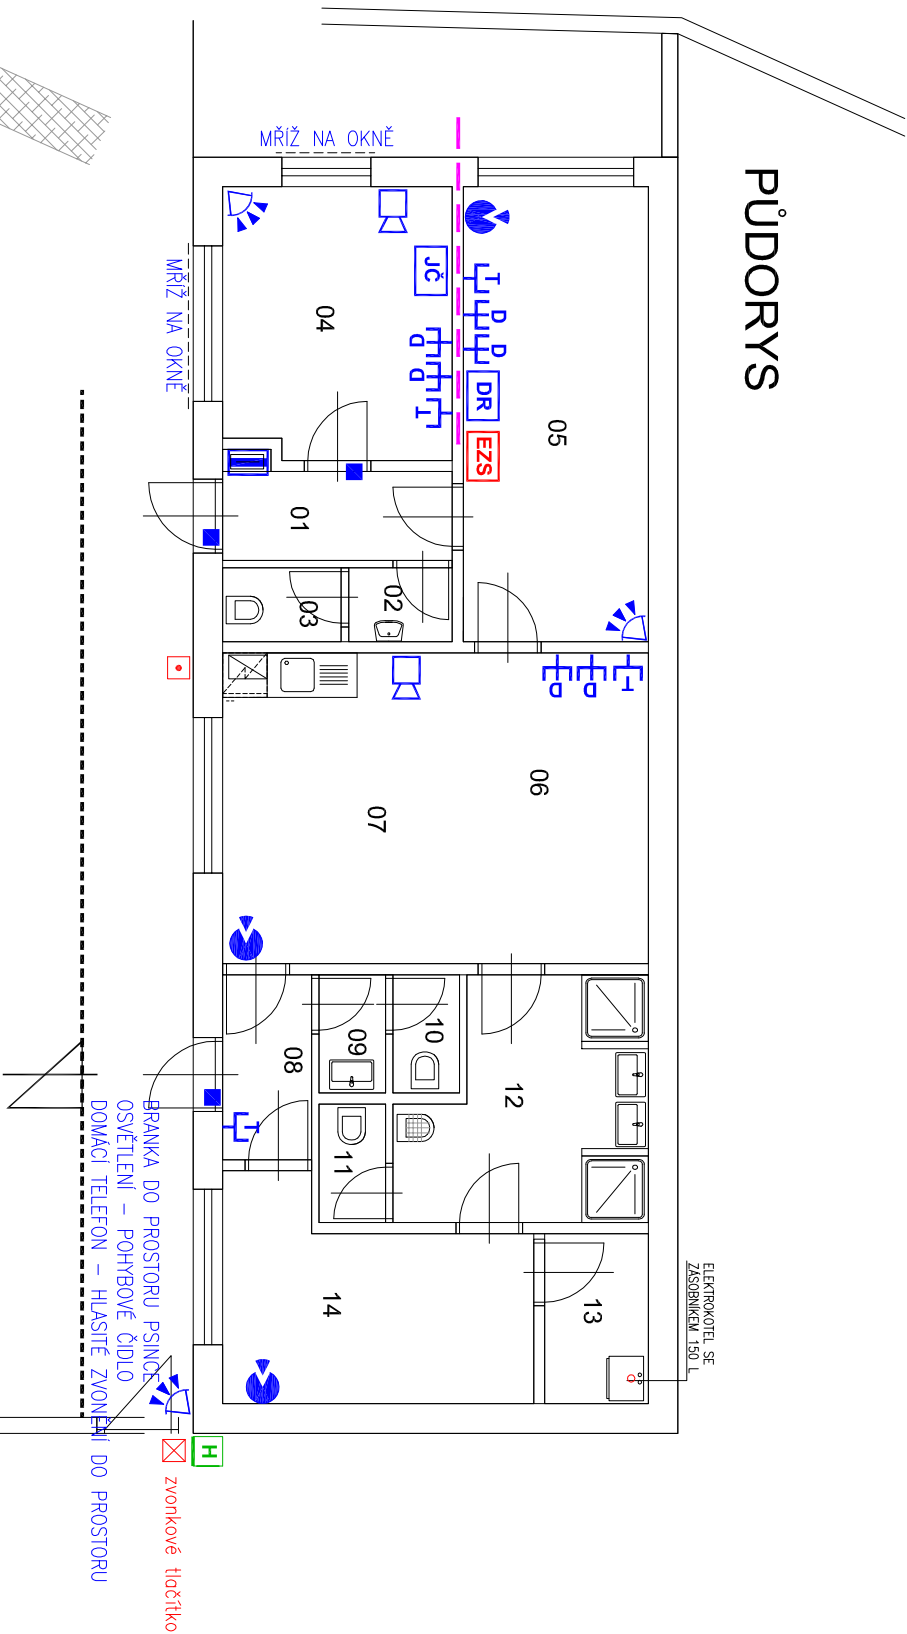 PŮDORYS
MŘÍŽ NA OKNĚ
MŘÍŽ NA OKNĚ
04
JČ
T
D
D
D
D
T
DR
EZS
05
01
02
03
06
07
T
D
D
08
09
10
11
12
13
14
T
ELEKTROKOTEL SE
ZÁSOBNÍKEM 150 L
BRANKA DO PROSTORU PSINCE
OSVĚTLENÍ – POHYBOVÉ ČIDLO
DOMÁCÍ TELEFON – HLASITÉ ZVONĚNÍ DO PROSTORU
H
zvonkové tlačítko